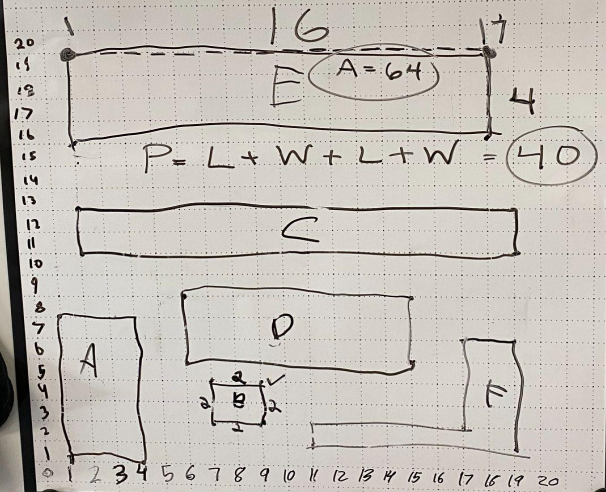 1 16 17
20
19 E A=64
18 4
17
16
15 P= L + W + L + W = 40
14
13
12 C
11
10
9
8
7 D
6 A
5 2 ✓
4 2 B 2 F
3
2 2
1
0 1 2 3 4 5 6 7 8 9 10 11 12 13 14 15 16 17 18 19 20